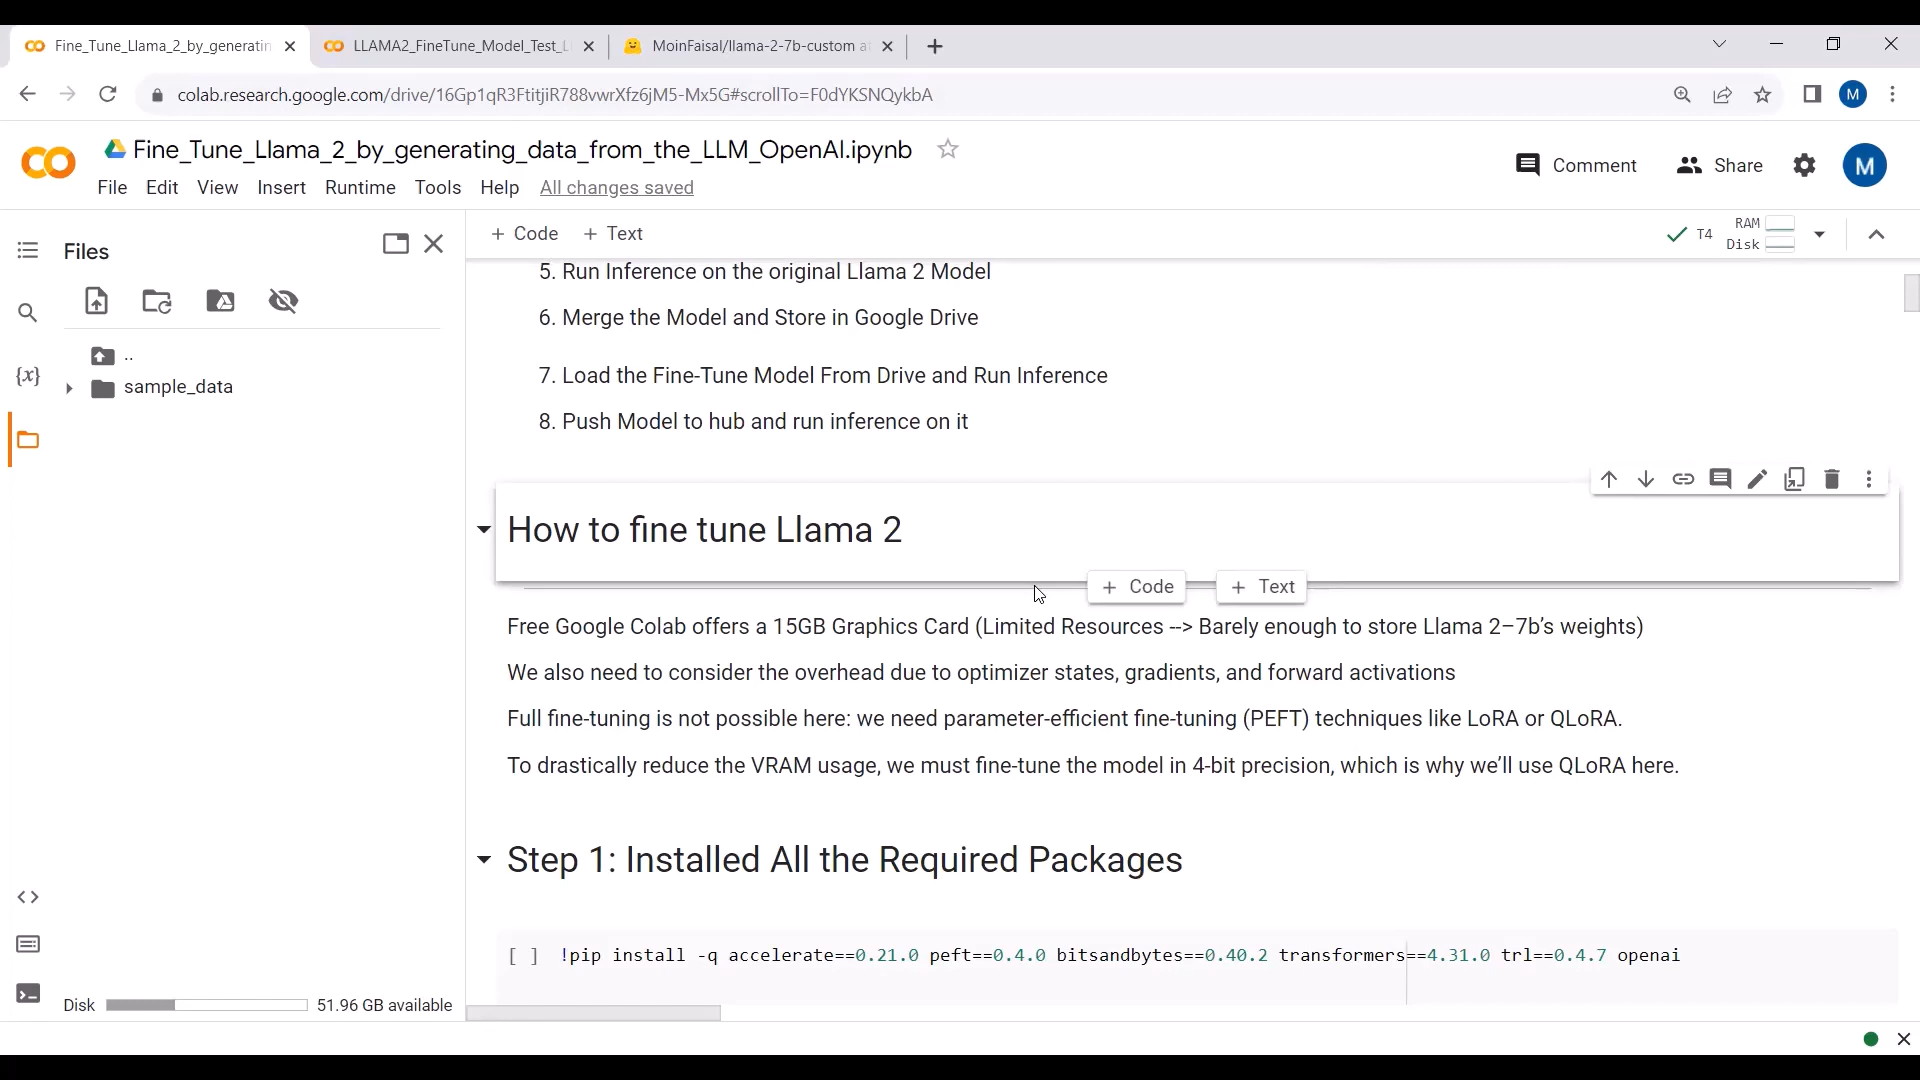 Fine_Tune_Llama_2_by_generatin
LLAMA2_FineTune_Model_Test_L
MoinFaisal/llama-2-7b-custom a
colab.research.google.com/drive/16Gp1qR3FtitjiR788vwrXfz6jM5-Mx5G#scrollTo=F0dYKSNQykbA
M
Fine_Tune_Llama_2_by_generating_data_from_the_LLM_OpenAI.ipynb
Comment
Share
M
File Edit View Insert Runtime Tools Help All changes saved
Files
+ Code + Text
T4
RAM
Disk
..
sample_data
{x}
5. Run Inference on the original Llama 2 Model
6. Merge the Model and Store in Google Drive
7. Load the Fine-Tune Model From Drive and Run Inference
8. Push Model to hub and run inference on it
How to fine tune Llama 2
+ Code + Text
Free Google Colab offers a 15GB Graphics Card (Limited Resources --> Barely enough to store Llama 2–7b’s weights)
We also need to consider the overhead due to optimizer states, gradients, and forward activations
Full fine-tuning is not possible here: we need parameter-efficient fine-tuning (PEFT) techniques like LoRA or QLoRA.
To drastically reduce the VRAM usage, we must fine-tune the model in 4-bit precision, which is why we’ll use QLoRA here.
Step 1: Installed All the Required Packages
[ ] !pip install -q accelerate==0.21.0 peft==0.4.0 bitsandbytes==0.40.2 transformers==4.31.0 trl==0.4.7 openai
Disk 51.96 GB available